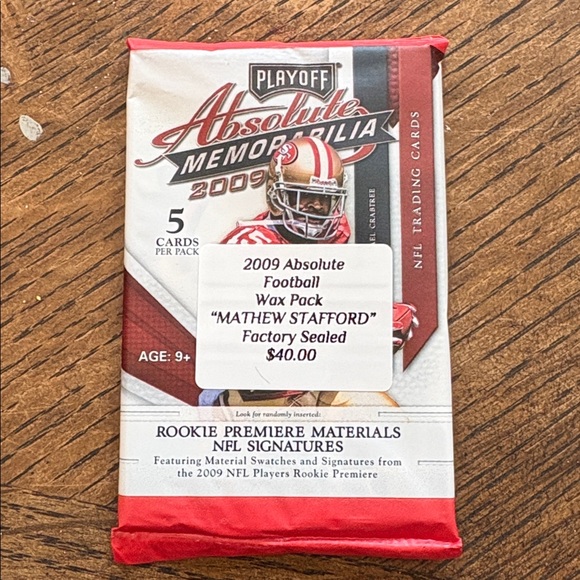 PLAYOFF
Absolute
MEMORABILIA
2009
5
CARDS
PER PACK
EL CRABTREE
NFL TRADING CARDS
2009 Absolute
Football
Wax Pack
“MATHEW STAFFORD”
Factory Sealed
$40.00
AGE: 9+
Look for randomly inserted:
ROOKIE PREMIERE MATERIALS
NFL SIGNATURES
Featuring Material Swatches and Signatures from
the 2009 NFL Players Rookie Premiere